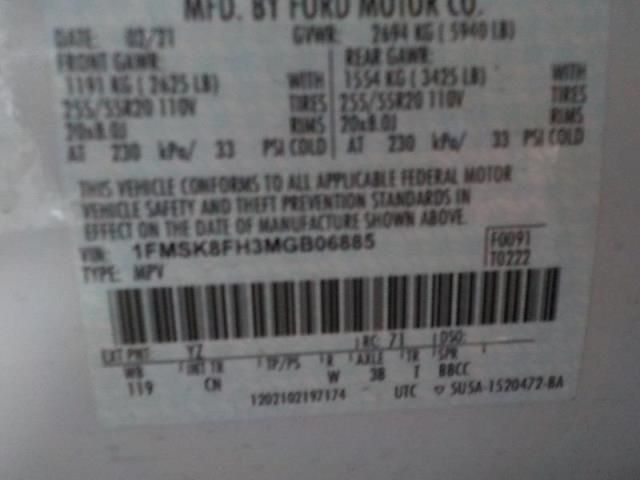 MFD. BY FORD MOTOR CO.
DATE: 02/21 GVWR: 2694 KG ( 5940 LB)
FRONT GAWR: REAR GAWR:
1191 KG ( 2625 LB) WITH 1554 KG ( 3425 LB) WITH
255/55R20 110V TIRES 255/55R20 110V TIRES
20x8.0J RIMS 20x8.0J RIMS
AT 230 kPa/ 33 PSI COLD AT 230 kPa/ 33 PSI COLD
THIS VEHICLE CONFORMS TO ALL APPLICABLE FEDERAL MOTOR
VEHICLE SAFETY AND THEFT PREVENTION STANDARDS IN
EFFECT ON THE DATE OF MANUFACTURE SHOWN ABOVE.
VIN: 1FMSK8FH3MGB06885 F0091
TYPE: MPV T0222
EXT PNT: YZ RC: 71 DSO:
WB INT TR TP/PS R AXLE TR SPR
119 CN W 3B T BBCC
1202102197174 UTC ▽ SU5A-1520472-BA